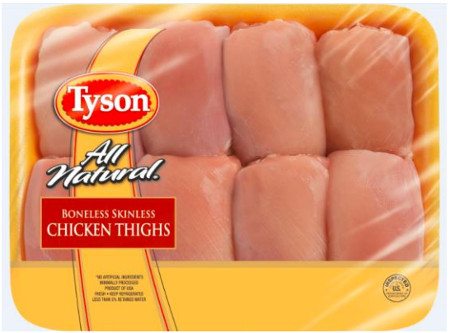 Tyson
All
Natural.
BONELESS SKINLESS
CHICKEN THIGHS
*NO ARTIFICIAL INGREDIENTS
MINIMALLY PROCESSED
PRODUCT OF USA
FRESH • KEEP REFRIGERATED
LESS THAN 5% RETAINED WATER
U.S.